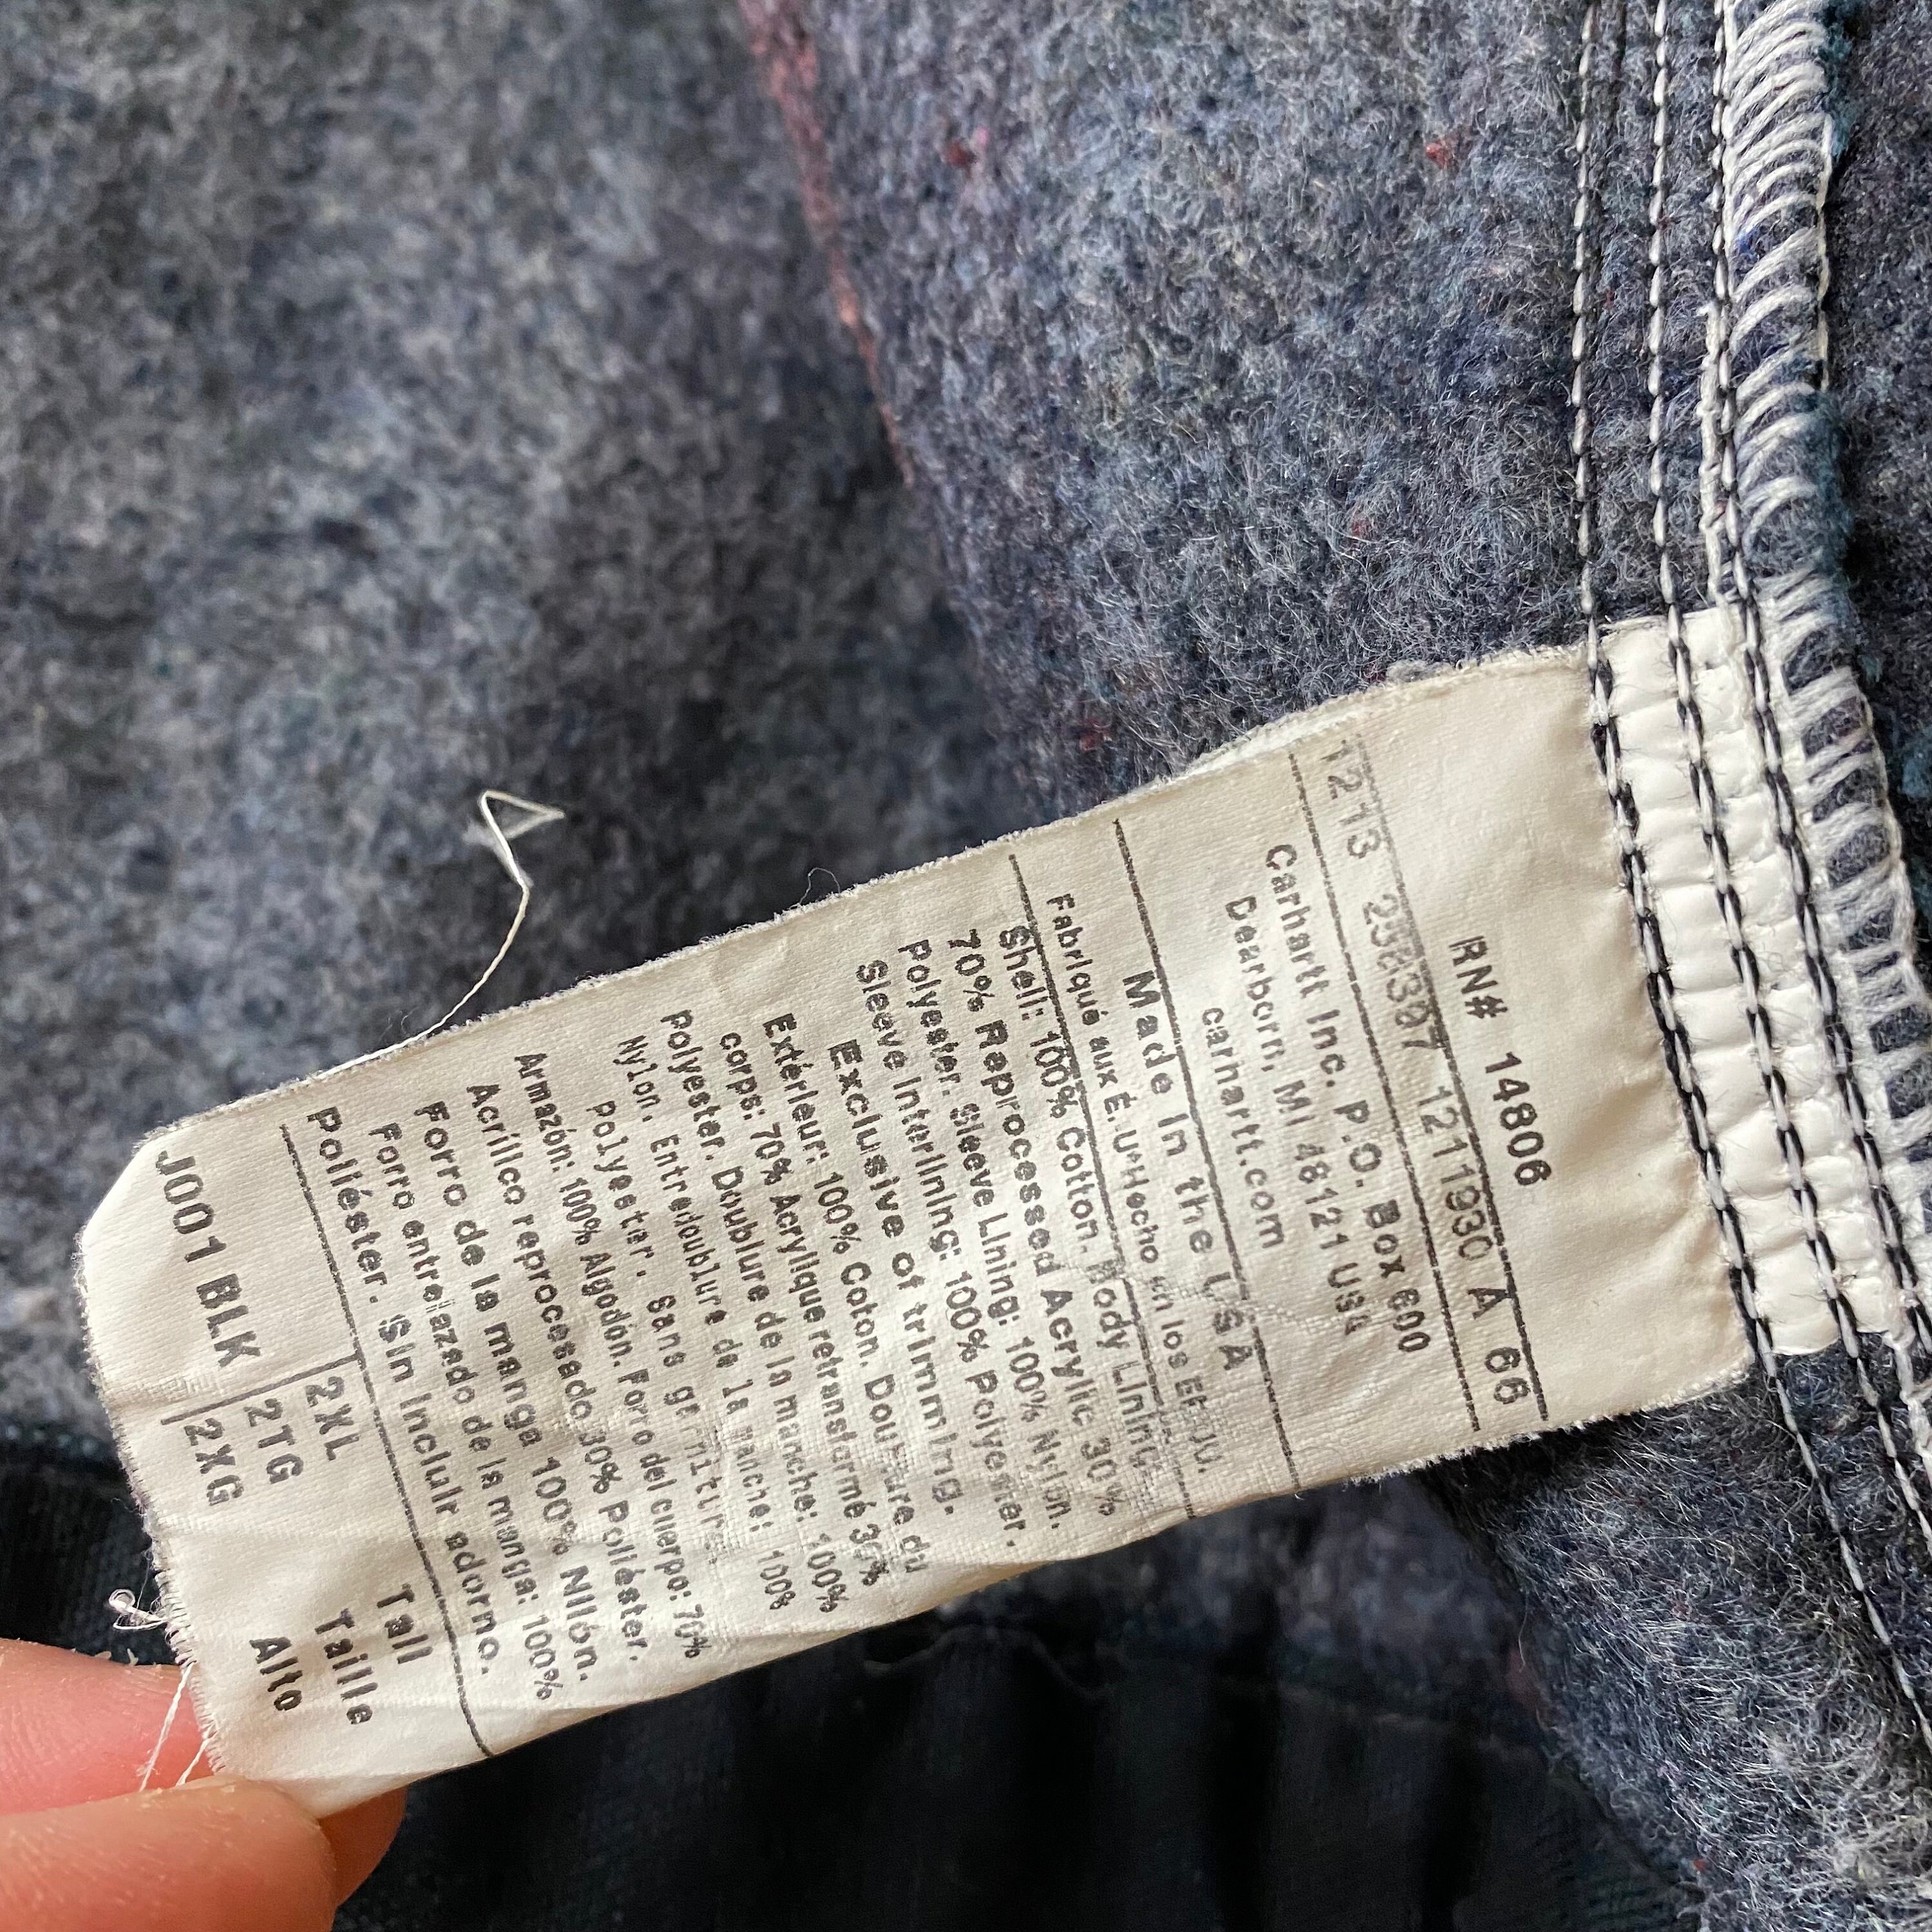 RN# 14806
1213 256307 1211930 A 66
Carhartt Inc. P.O. Box 600
Dearborn, MI 48121 USA
carhartt.com
Made in the USA
Fabriqué aux É.U•Hecho en los EE.UU.
Shell: 100% Cotton. Body Lining:
70% Reprocessed Acrylic 30%
Polyester. Sleeve Lining: 100% Nylon.
Sleeve Interlining: 100% Polyester.
Exclusive of trimming.
Extérieur: 100% Coton. Doublure du
corps: 70% Acrylique retransformé 30%
Polyester. Doublure de la manche: 100%
Nylon. Entredoublure de la manche: 100%
Polyester. Sans garniture.
Armazón: 100% Algodón. Forro del cuerpo: 70%
Acrílico reprocesado 30% Poliéster.
Forro de la manga 100% Nilón.
Forro entrelazado de la manga: 100%
Poliéster. Sin incluir adorno.
2XL Tall
J001 BLK 2TG Taille
2XG Alto